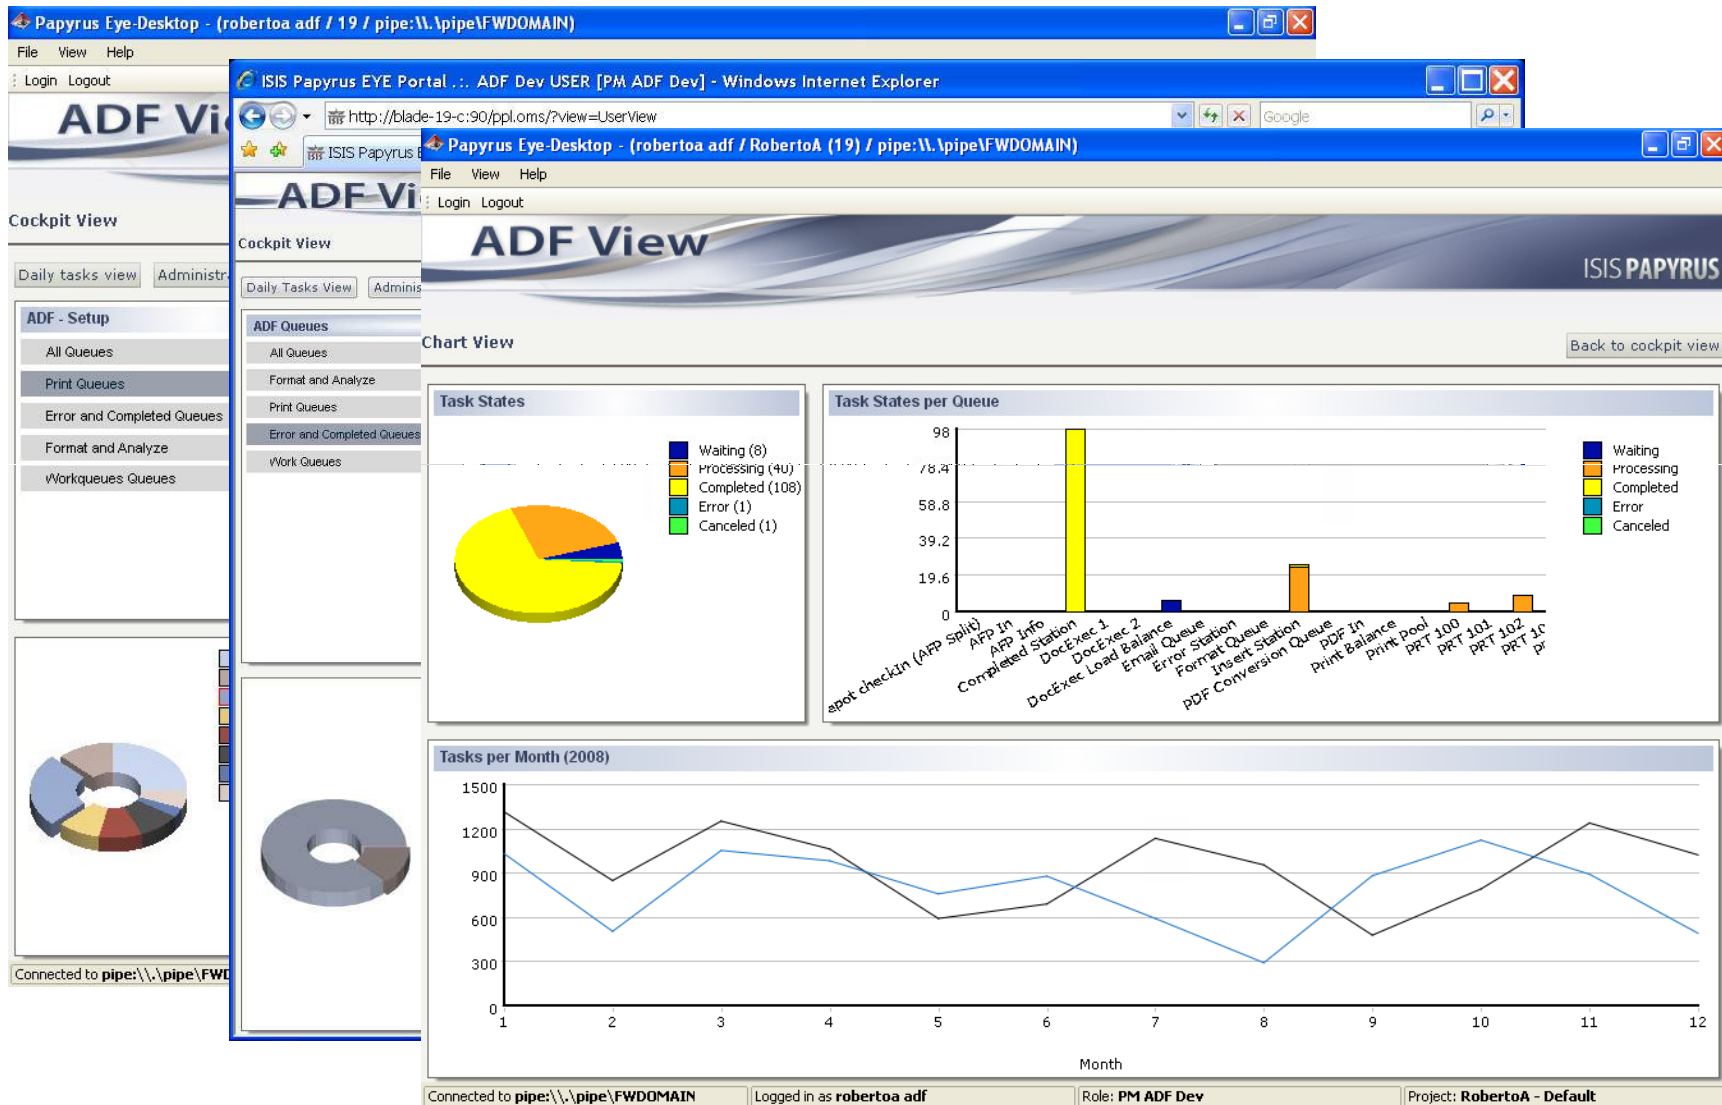 Papyrus Eye-Desktop - (robertoa adf / 19 / pipe:\\.\pipe\FWDOMAIN)
File View Help
Login Logout
ADF Vi
Cockpit View
Daily tasks view Administr
ADF - Setup
All Queues
Print Queues
Error and Completed Queues
Format and Analyze
Workqueues Queues
Connected to pipe:\\.\pipe\FWD
ISIS Papyrus EYE Portal .:. ADF Dev USER [PM ADF Dev] - Windows Internet Explorer
http://blade-19-c:90/ppl.oms/?view=UserView
Google
ISIS Papyrus E
ADF Vi
Cockpit View
Daily Tasks View Adminis
ADF Queues
All Queues
Format and Analyze
Print Queues
Error and Completed Queues
Work Queues
Papyrus Eye-Desktop - (robertoa adf / RobertoA (19) / pipe:\\.\pipe\FWDOMAIN)
File View Help
Login Logout
ADF View
ISIS PAPYRUS
Chart View
Back to cockpit view
Task States
Waiting (8)
Processing (40)
Completed (108)
Error (1)
Canceled (1)
Task States per Queue
98
78.4
58.8
39.2
19.6
0
epot checkIn (AFP Split)
AFP In
AFP Info
Completed Station
DocExec 1
DocExec 2
DocExec Load Balance
Email Queue
Error Station
Format Queue
Insert Station
PDF Conversion Queue
PDF In
Print Balance
Print Pool
PRT 100
PRT 101
PRT 102
PRT 10
Waiting
Processing
Completed
Error
Canceled
Tasks per Month (2008)
1500
1200
900
600
300
0
1 2 3 4 5 6 7 8 9 10 11 12
Month
Connected to pipe:\\.\pipe\FWDOMAIN Logged in as robertoa adf Role: PM ADF Dev Project: RobertoA - Default